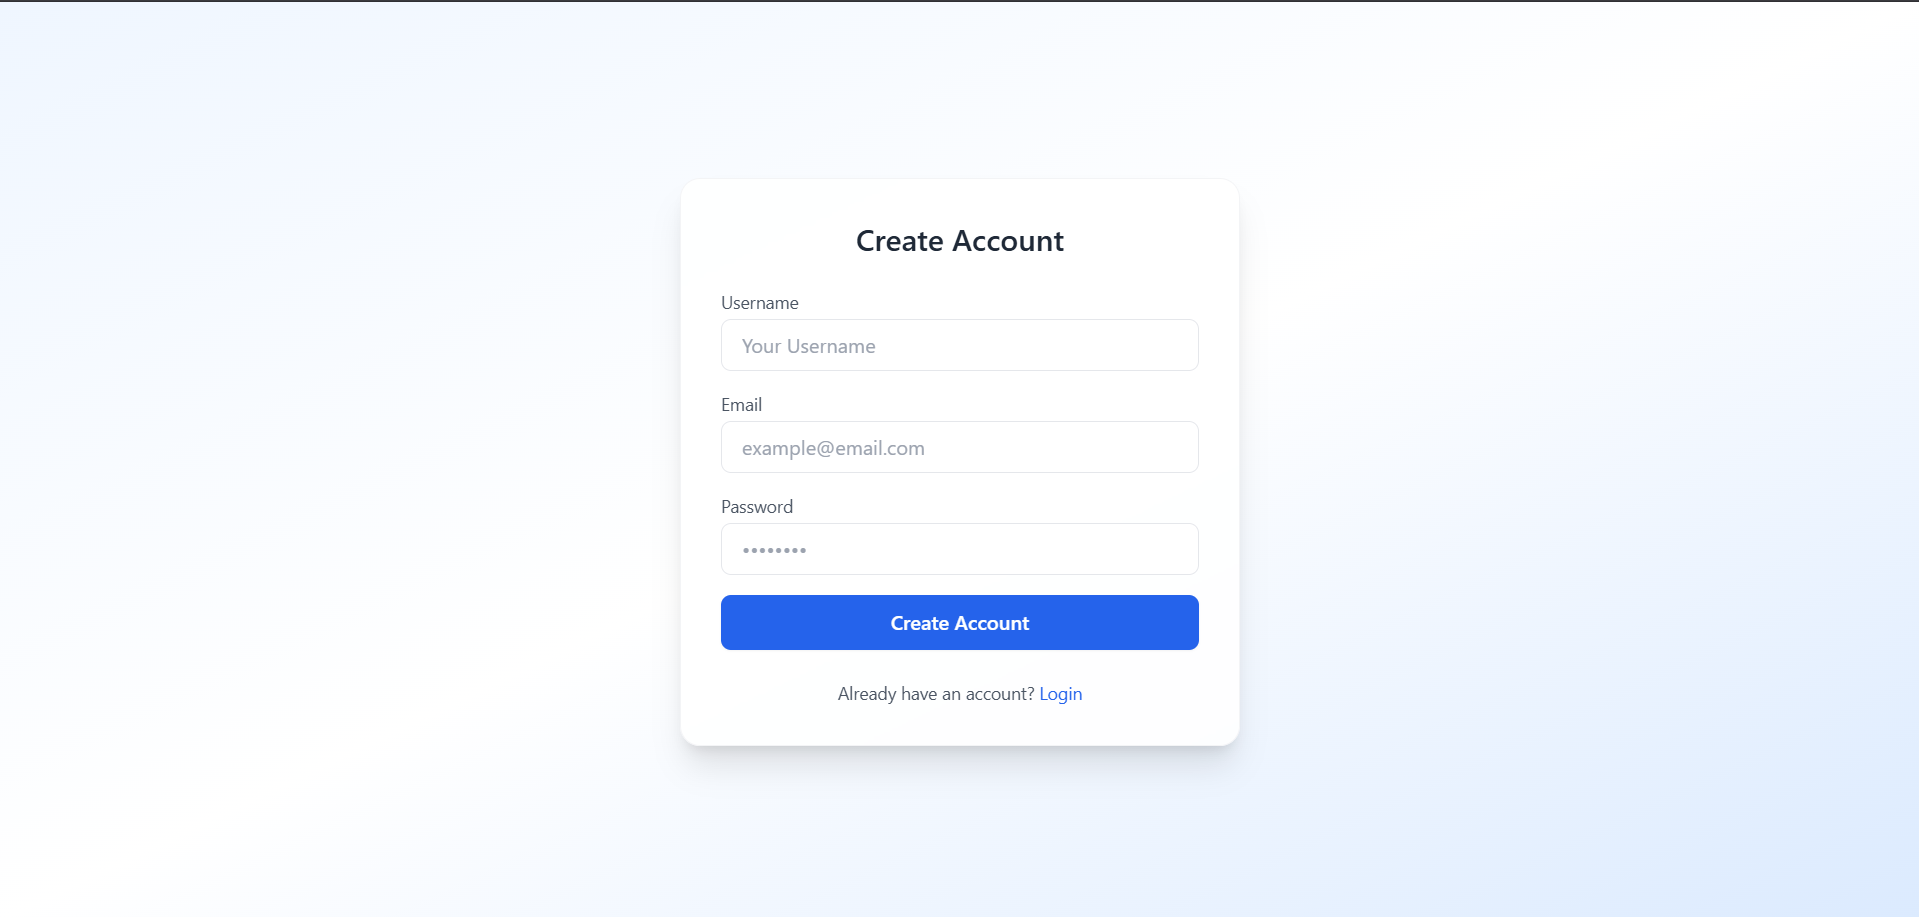 Create Account
Username
Your Username
Email
example@email.com
Password
••••••••
Create Account
Already have an account? Login